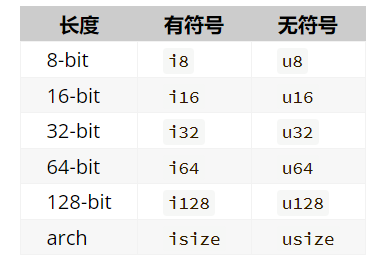 长度 有符号 无符号
8-bit i8 u8
16-bit i16 u16
32-bit i32 u32
64-bit i64 u64
128-bit i128 u128
arch isize usize